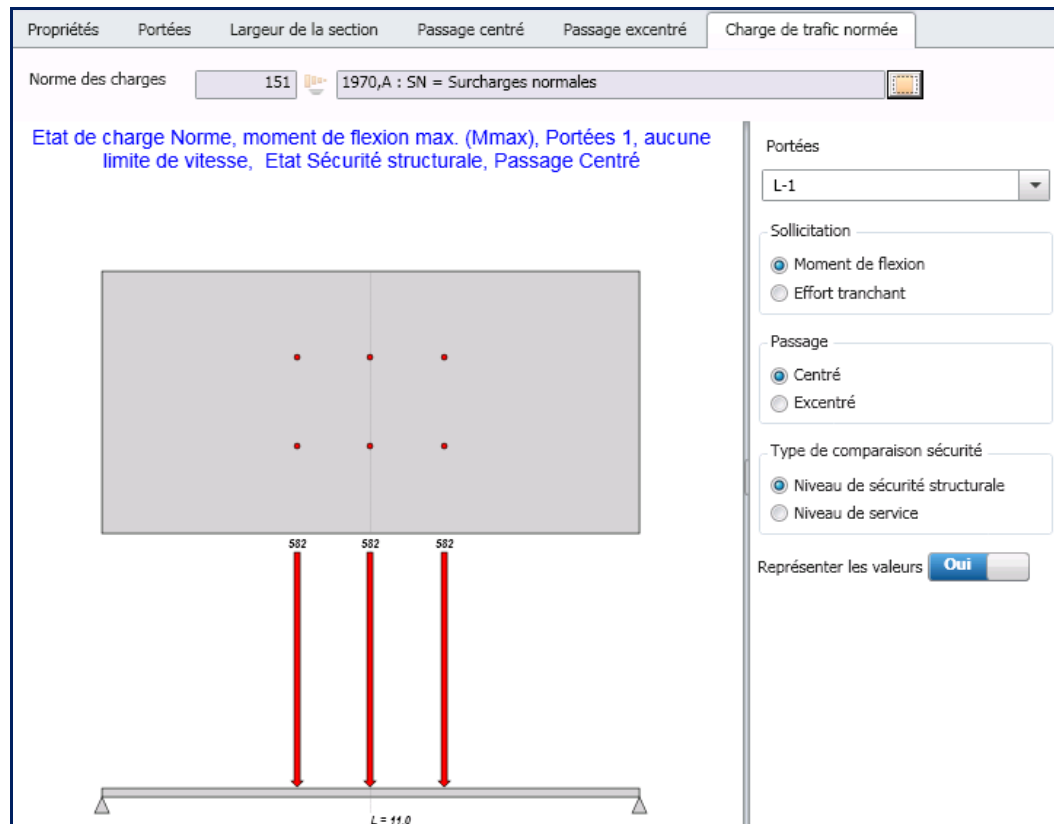 Propriétés Portées Largeur de la section Passage centré Passage excentré Charge de trafic normée
Norme des charges 151 1970,A : SN = Surcharges normales
Etat de charge Norme, moment de flexion max. (Mmax), Portées 1, aucune
limite de vitesse, Etat Sécurité structurale, Passage Centré
582 582 582
L = 11.0
Portées
L-1
Sollicitation
Moment de flexion
Effort tranchant
Passage
Centré
Excentré
Type de comparaison sécurité
Niveau de sécurité structurale
Niveau de service
Représenter les valeurs Oui